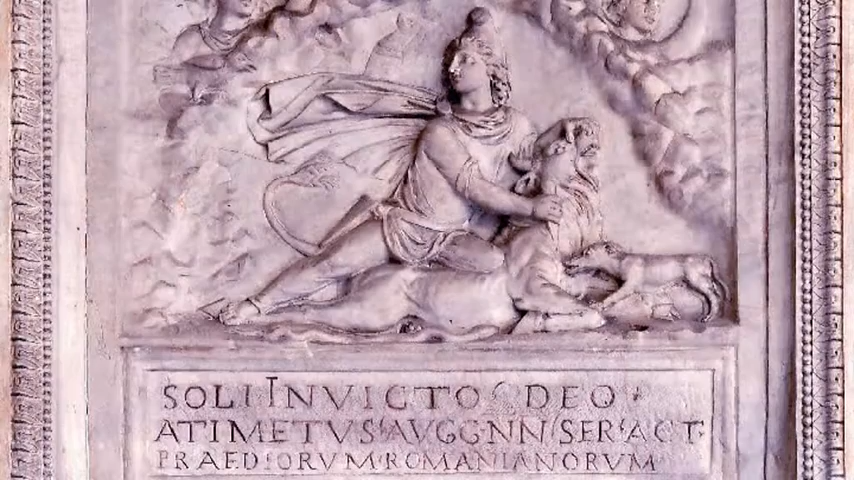 SOLI INVICTO DEO
ATIMETVS AVGG NN SER ACT
PRAEDIORVM ROMANIANORVM